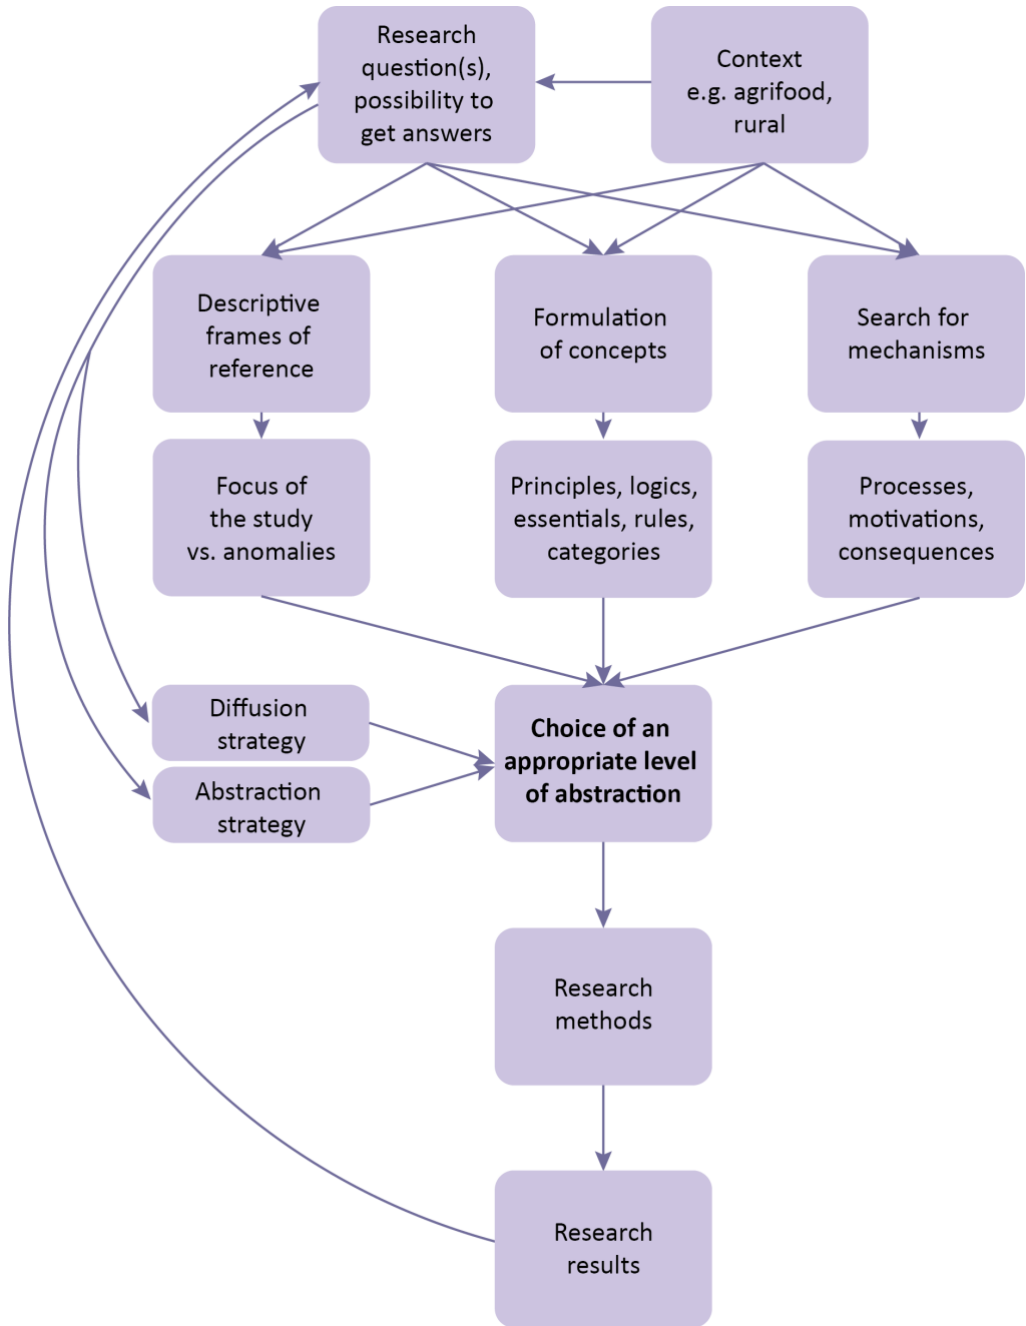 Research
question(s),
possibility to
get answers
Context
e.g. agrifood,
rural
Descriptive
frames of
reference
Formulation
of concepts
Search for
mechanisms
Focus of
the study
vs. anomalies
Principles, logics,
essentials, rules,
categories
Processes,
motivations,
consequences
Diffusion
strategy
Abstraction
strategy
Choice of an
appropriate level
of abstraction
Research
methods
Research
results